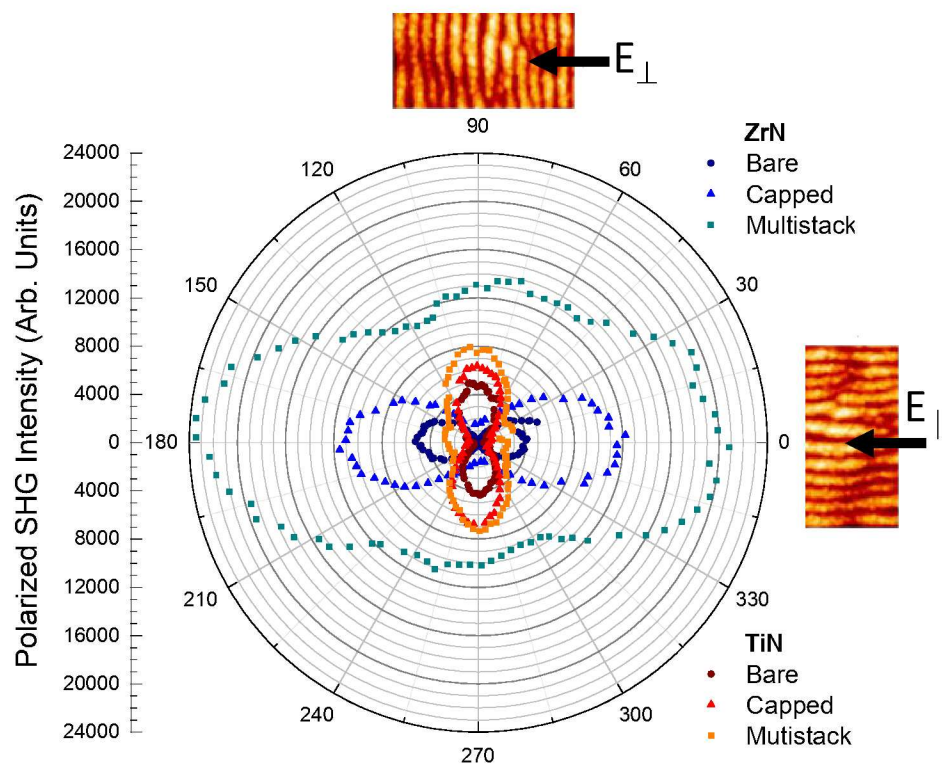 E⊥
90
24000
20000
16000
12000
8000
4000
0
4000
8000
12000
16000
20000
24000
Polarized SHG Intensity (Arb. Units)
120
60
150
30
180
0
210
330
240
300
270
ZrN
Bare
Capped
Multistack
E|
TiN
Bare
Capped
Mutistack